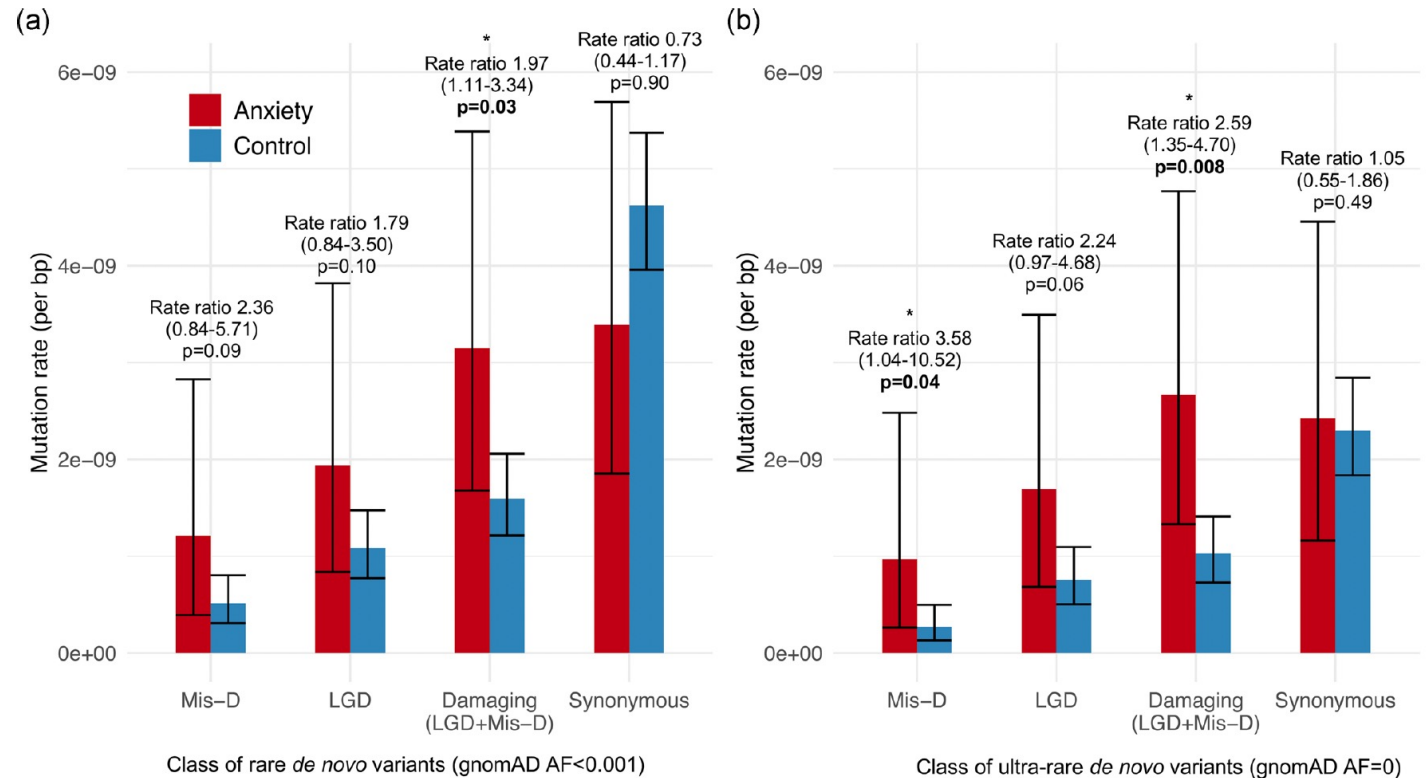 (a)
Mutation rate (per bp)
6e−09
4e−09
2e−09
0e+00
Anxiety
Control
Rate ratio 2.36
(0.84-5.71)
p=0.09
Rate ratio 1.79
(0.84-3.50)
p=0.10
*
Rate ratio 1.97
(1.11-3.34)
p=0.03
Rate ratio 0.73
(0.44-1.17)
p=0.90
Mis−D
LGD
Damaging
(LGD+Mis−D)
Synonymous
Class of rare de novo variants (gnomAD AF<0.001)
(b)
Mutation rate (per bp)
6e−09
4e−09
2e−09
0e+00
*
Rate ratio 3.58
(1.04-10.52)
p=0.04
Rate ratio 2.24
(0.97-4.68)
p=0.06
*
Rate ratio 2.59
(1.35-4.70)
p=0.008
Rate ratio 1.05
(0.55-1.86)
p=0.49
Mis−D
LGD
Damaging
(LGD+Mis−D)
Synonymous
Class of ultra-rare de novo variants (gnomAD AF=0)